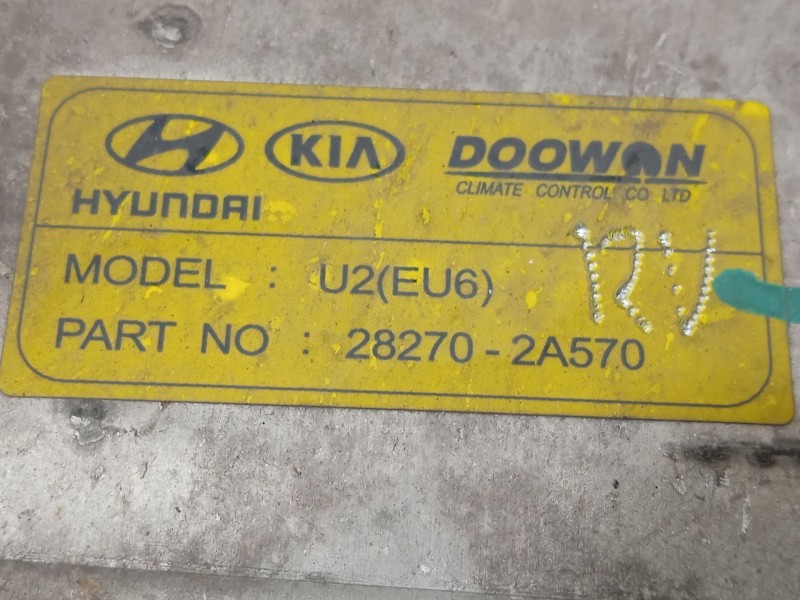 KIA DOOWON
CLIMATE CONTROL CO LTD
HYUNDAI
MODEL : U2(EU6)
PART NO : 28270-2A570